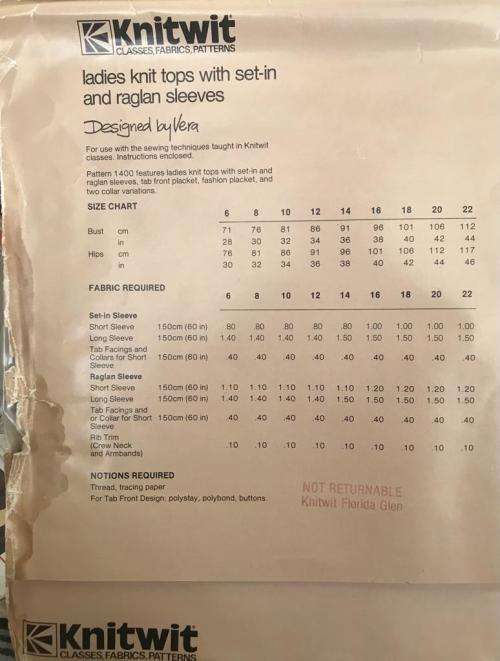 Knitwit
CLASSES, FABRICS, PATTERNS
ladies knit tops with set-in
and raglan sleeves
Designed by Vera
For use with the sewing techniques taught in Knitwit
classes. Instructions enclosed.
Pattern 1400 features ladies knit tops with set-in and
raglan sleeves, tab front placket, fashion placket, and
two collar variations.
SIZE CHART
6 8 10 12 14 16 18 20 22
Bust cm 71 76 81 86 91 96 101 106 112
in 28 30 32 34 36 38 40 42 44
Hips cm 76 81 86 91 96 101 106 112 117
in 30 32 34 36 38 40 42 44 46
FABRIC REQUIRED
6 8 10 12 14 16 18 20 22
Set-in Sleeve
Short Sleeve 150cm (60 in) .80 .80 .80 .80 .80 1.00 1.00 1.00 1.00
Long Sleeve 150cm (60 in) 1.40 1.40 1.40 1.40 1.50 1.50 1.50 1.50 1.50
Tab Facings and
Collars for Short 150cm (60 in) .40 .40 .40 .40 .40 .40 .40 .40 .40
Sleeve
Raglan Sleeve
Short Sleeve 150cm (60 in) 1.10 1.10 1.10 1.10 1.10 1.20 1.20 1.20 1.20
Long Sleeve 150cm (60 in) 1.40 1.40 1.40 1.40 1.50 1.50 1.50 1.50 1.50
Tab Facings and
or Collar for Short 150cm (60 in) .40 .40 .40 .40 .40 .40 .40 .40 .40
Sleeve
Rib Trim
(Crew Neck .10 .10 .10 .10 .10 .10 .10 .10 .10
and Armbands)
NOTIONS REQUIRED
Thread, tracing paper
For Tab Front Design: polystay, polybond, buttons.
NOT RETURNABLE
Knitwit Florida Glen
Knitwit
CLASSES, FABRICS, PATTERNS